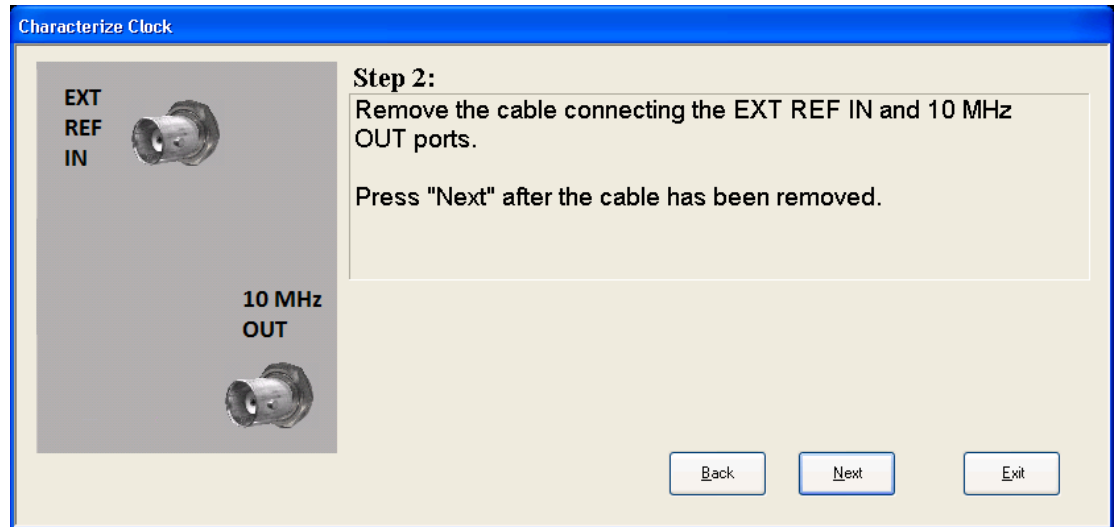 Characterize Clock
EXT
REF
IN
10 MHz
OUT
Step 2:
Remove the cable connecting the EXT REF IN and 10 MHz
OUT ports.
Press "Next" after the cable has been removed.
Back
Next
Exit